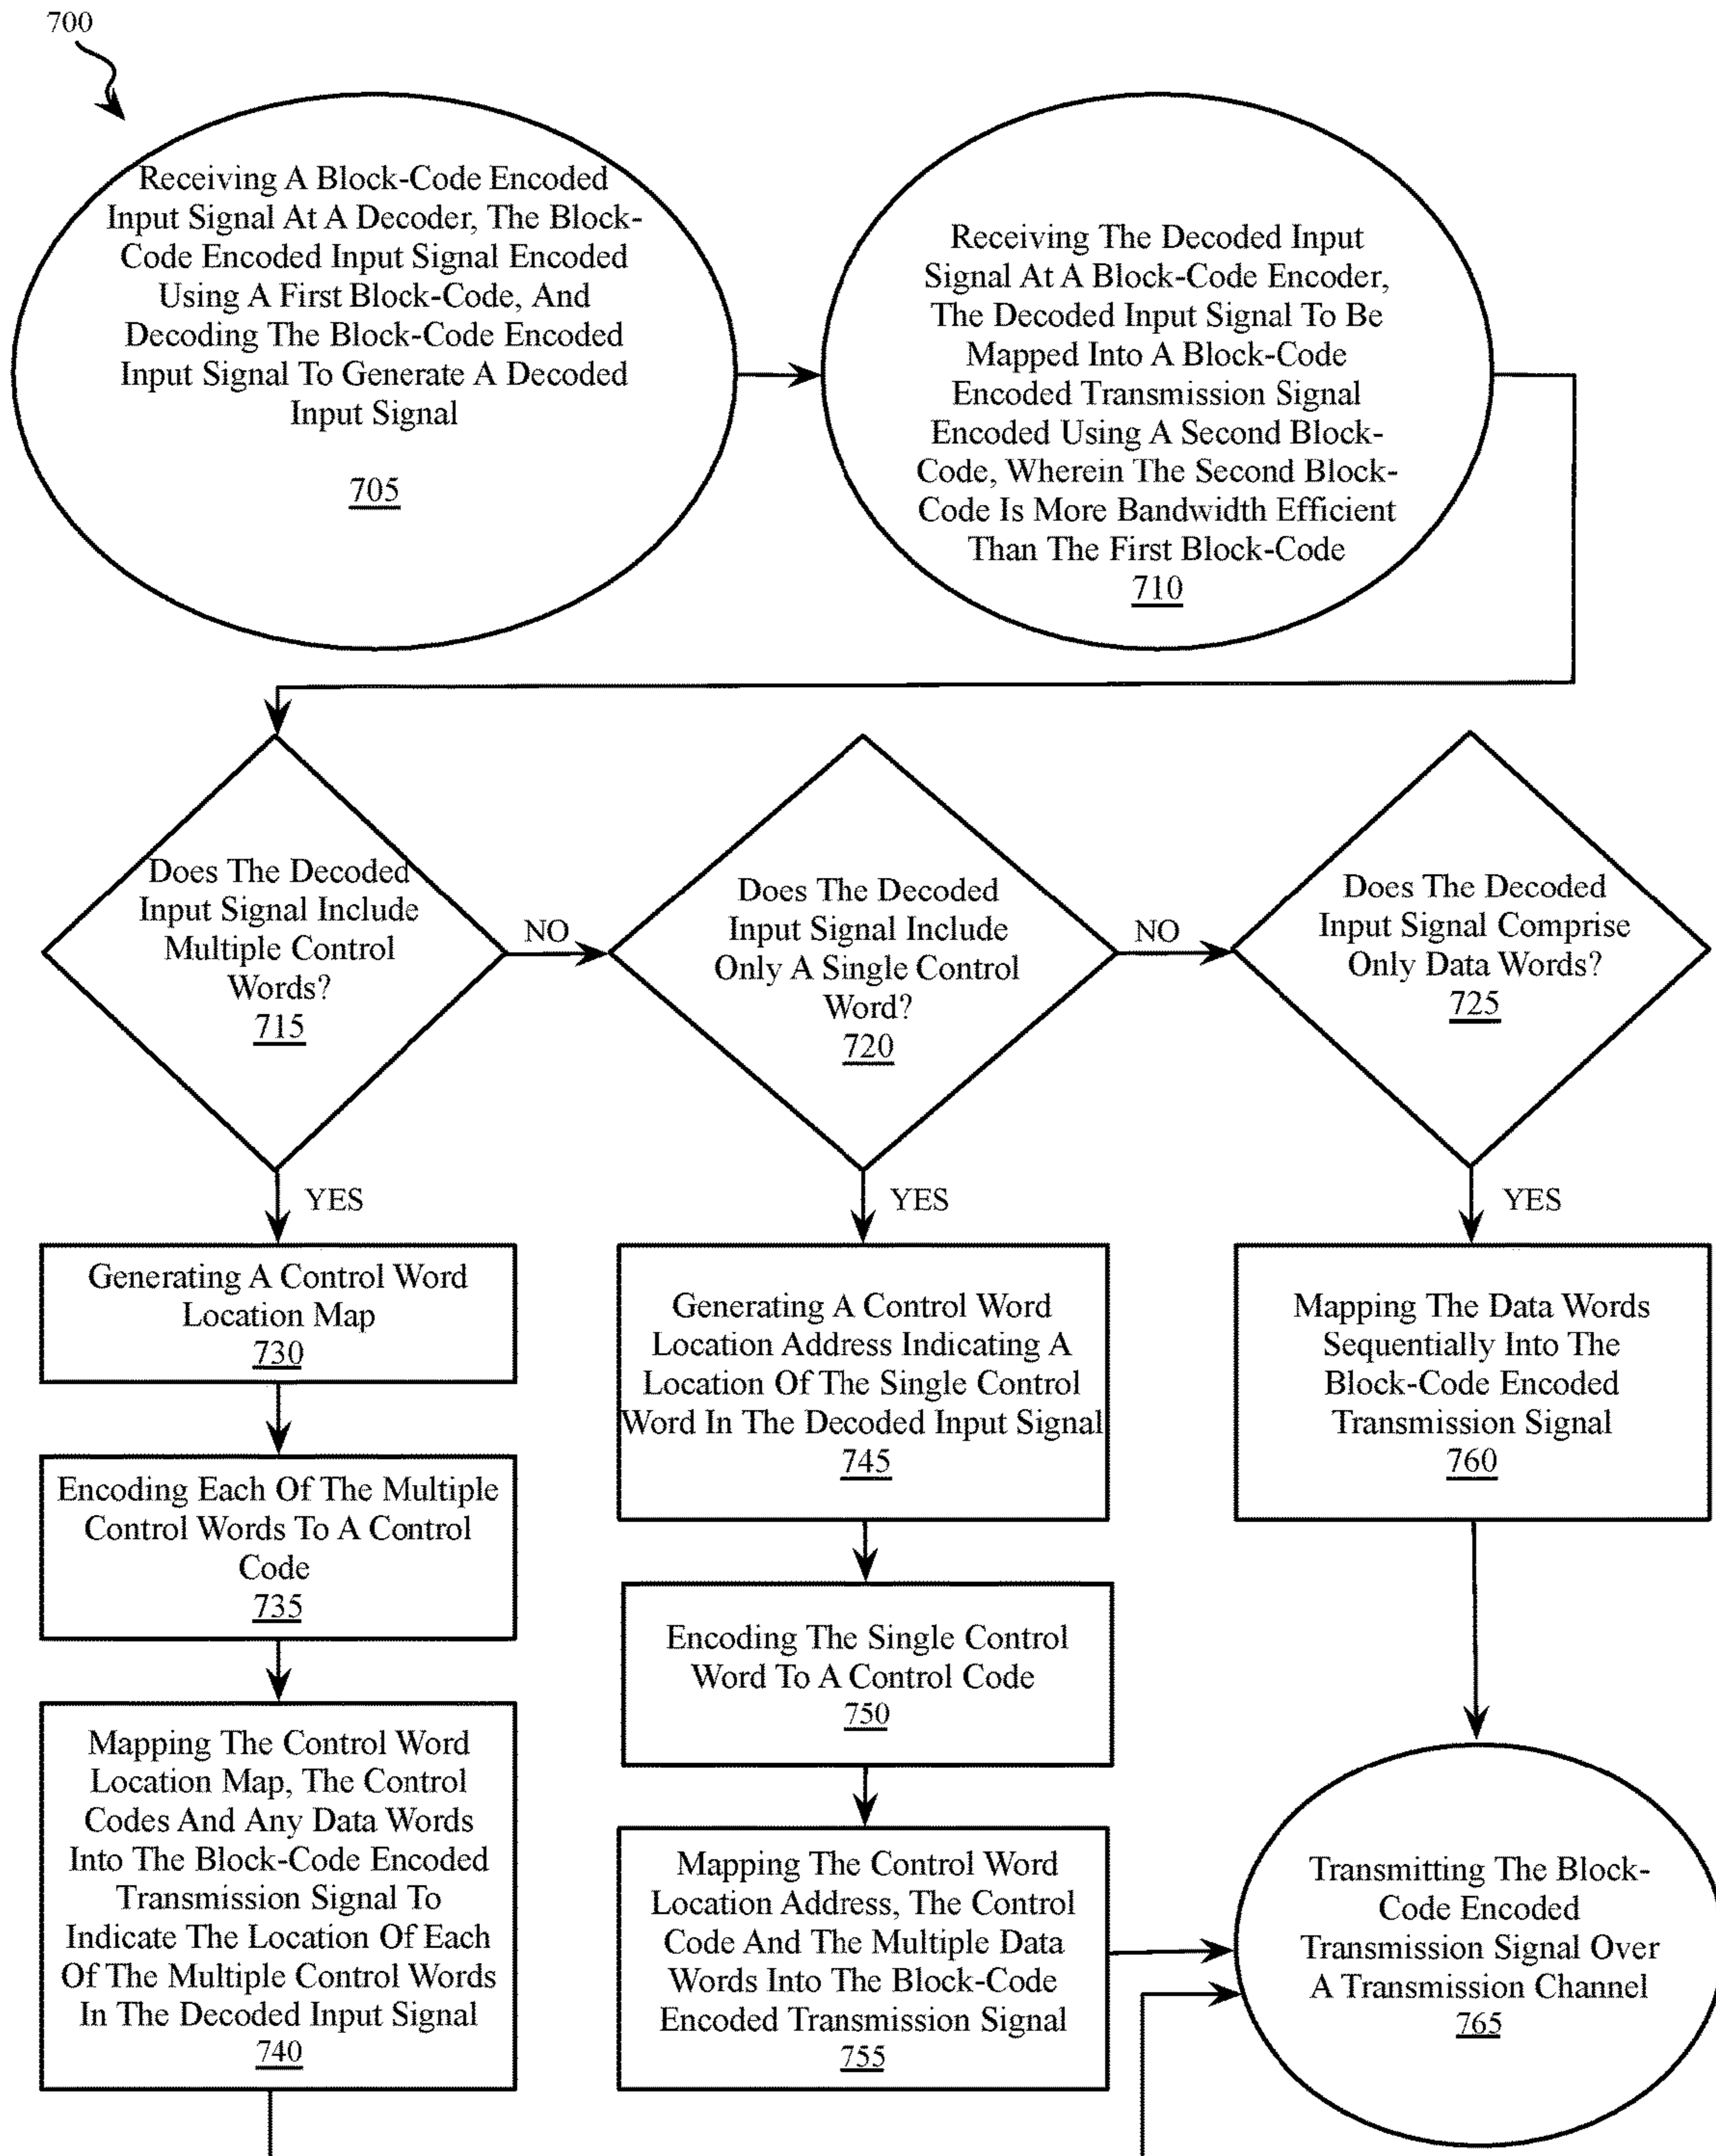 700
Receiving A Block-Code Encoded
Input Signal At A Decoder, The Block-
Code Encoded Input Signal Encoded
Using A First Block-Code, And
Decoding The Block-Code Encoded
Input Signal To Generate A Decoded
Input Signal
705
Receiving The Decoded Input
Signal At A Block-Code Encoder,
The Decoded Input Signal To Be
Mapped Into A Block-Code
Encoded Transmission Signal
Encoded Using A Second Block-
Code, Wherein The Second Block-
Code Is More Bandwidth Efficient
Than The First Block-Code
710
Does The Decoded
Input Signal Include
Multiple Control
Words?
715
NO
Does The Decoded
Input Signal Include
Only A Single Control
Word?
720
NO
Does The Decoded
Input Signal Comprise
Only Data Words?
725
YES
YES
YES
Generating A Control Word
Location Map
730
Encoding Each Of The Multiple
Control Words To A Control
Code
735
Mapping The Control Word
Location Map, The Control
Codes And Any Data Words
Into The Block-Code Encoded
Transmission Signal To
Indicate The Location Of Each
Of The Multiple Control Words
In The Decoded Input Signal
740
Generating A Control Word
Location Address Indicating A
Location Of The Single Control
Word In The Decoded Input Signal
745
Encoding The Single Control
Word To A Control Code
750
Mapping The Control Word
Location Address, The Control
Code And The Multiple Data
Words Into The Block-Code
Encoded Transmission Signal
755
Mapping The Data Words
Sequentially Into The
Block-Code Encoded
Transmission Signal
760
Transmitting The Block-
Code Encoded
Transmission Signal Over
A Transmission Channel
765